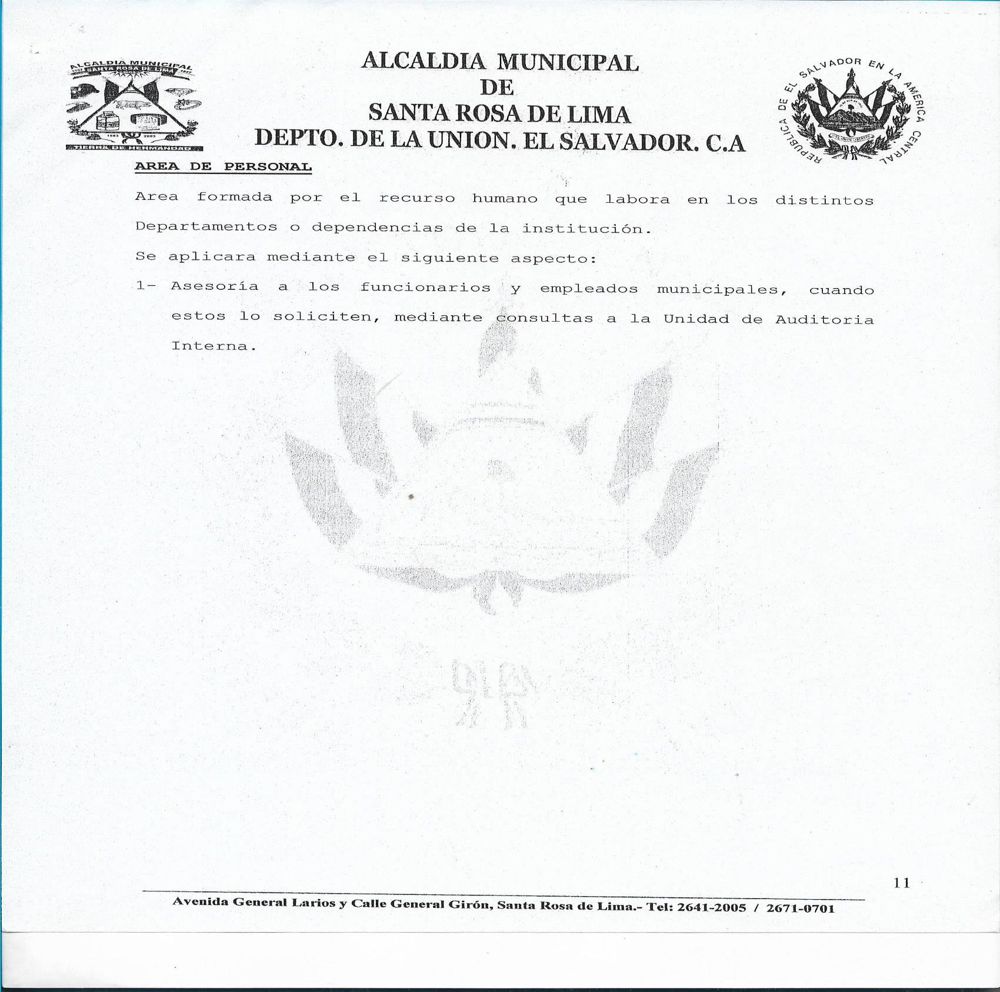 ALCALDIA MUNICIPAL
DE
SANTA ROSA DE LIMA
DEPTO. DE LA UNION. EL SALVADOR. C.A
ALCALDIA MUNICIPAL
SANTA ROSA DE LIMA
1883 2003
TIERRA DE HERMANDAD
REPUBLICA DE EL SALVADOR EN LA AMERICA CENTRAL
AREA DE PERSONAL
Area formada por el recurso humano que labora en los distintos
Departamentos o dependencias de la institución.
Se aplicara mediante el siguiente aspecto:
1- Asesoría a los funcionarios y empleados municipales, cuando
estos lo soliciten, mediante consultas a la Unidad de Auditoria
Interna.
11
Avenida General Larios y Calle General Girón, Santa Rosa de Lima.- Tel: 2641-2005 / 2671-0701